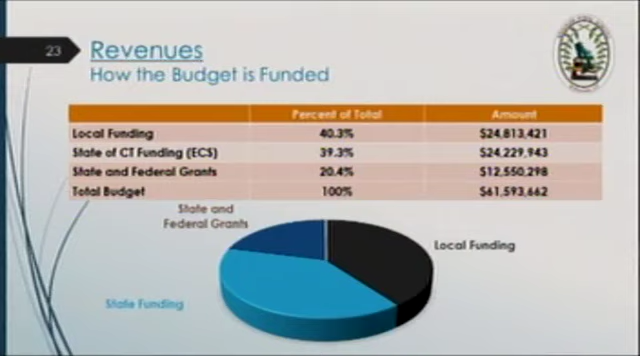 23
Revenues
How the Budget is Funded
Percent of Total Amount
Local Funding 40.3% $24,813,421
State of CT Funding (ECS) 39.3% $24,229,943
State and Federal Grants 20.4% $12,550,298
Total Budget 100% $61,593,662
State and
Federal Grants
Local Funding
State Funding